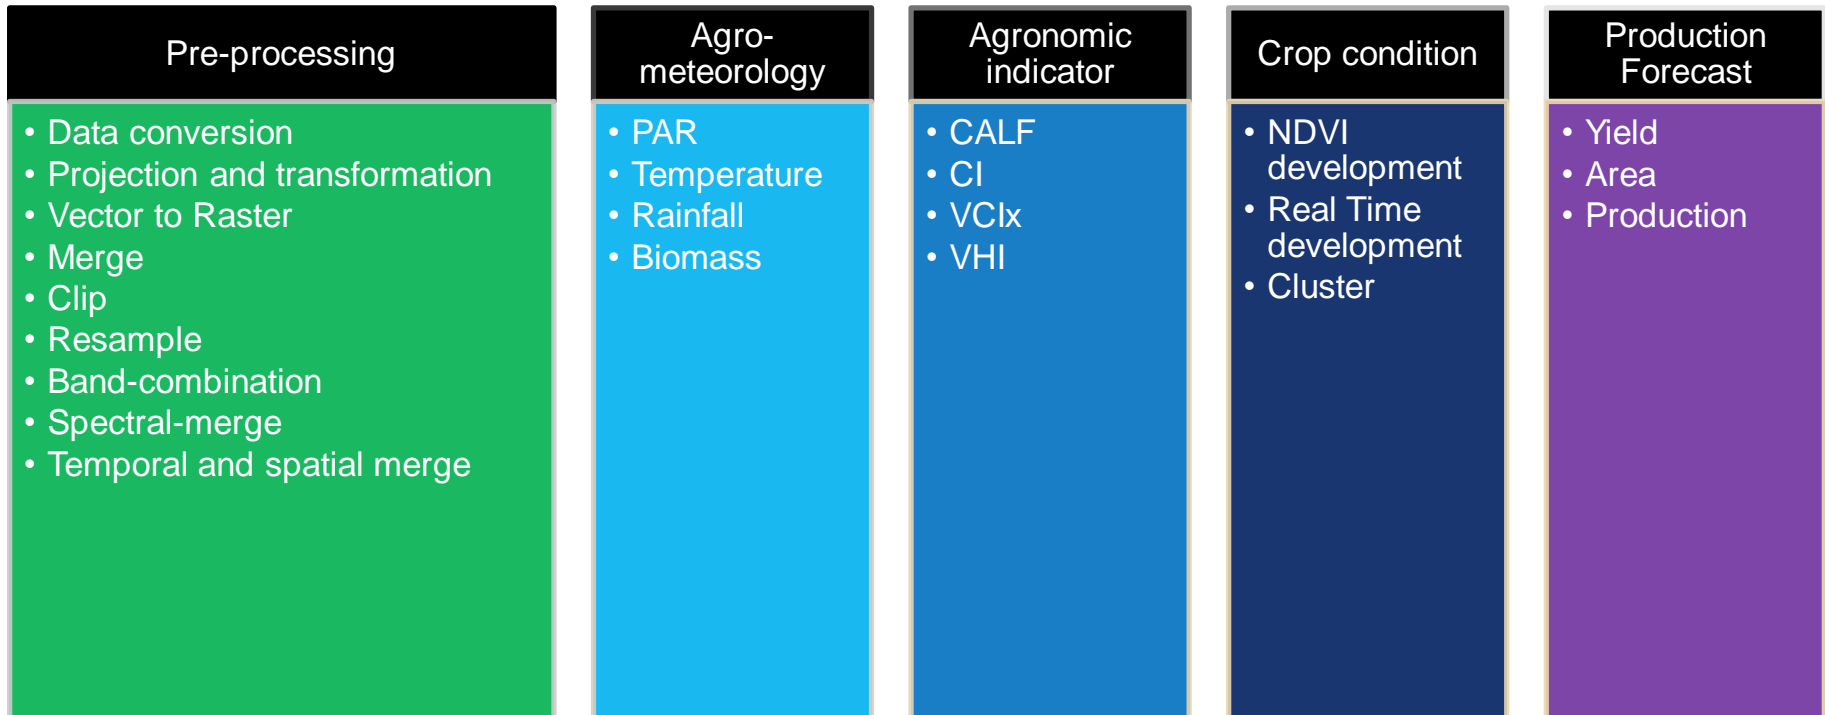 Pre-processing
• Data conversion
• Projection and transformation
• Vector to Raster
• Merge
• Clip
• Resample
• Band-combination
• Spectral-merge
• Temporal and spatial merge
Agro-
meteorology
• PAR
• Temperature
• Rainfall
• Biomass
Agronomic
indicator
• CALF
• CI
• VCIx
• VHI
Crop condition
• NDVI
development
• Real Time
development
• Cluster
Production
Forecast
• Yield
• Area
• Production